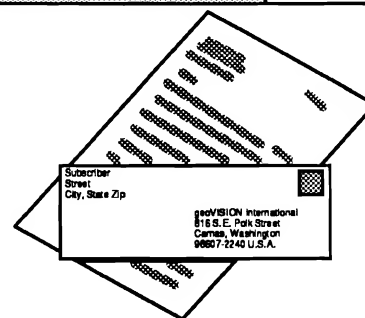 Subscriber
Street
City, State Zip
geoVISION International
816 S.E. Polk Street
Camas, Washington
98607-2240 U.S.A.